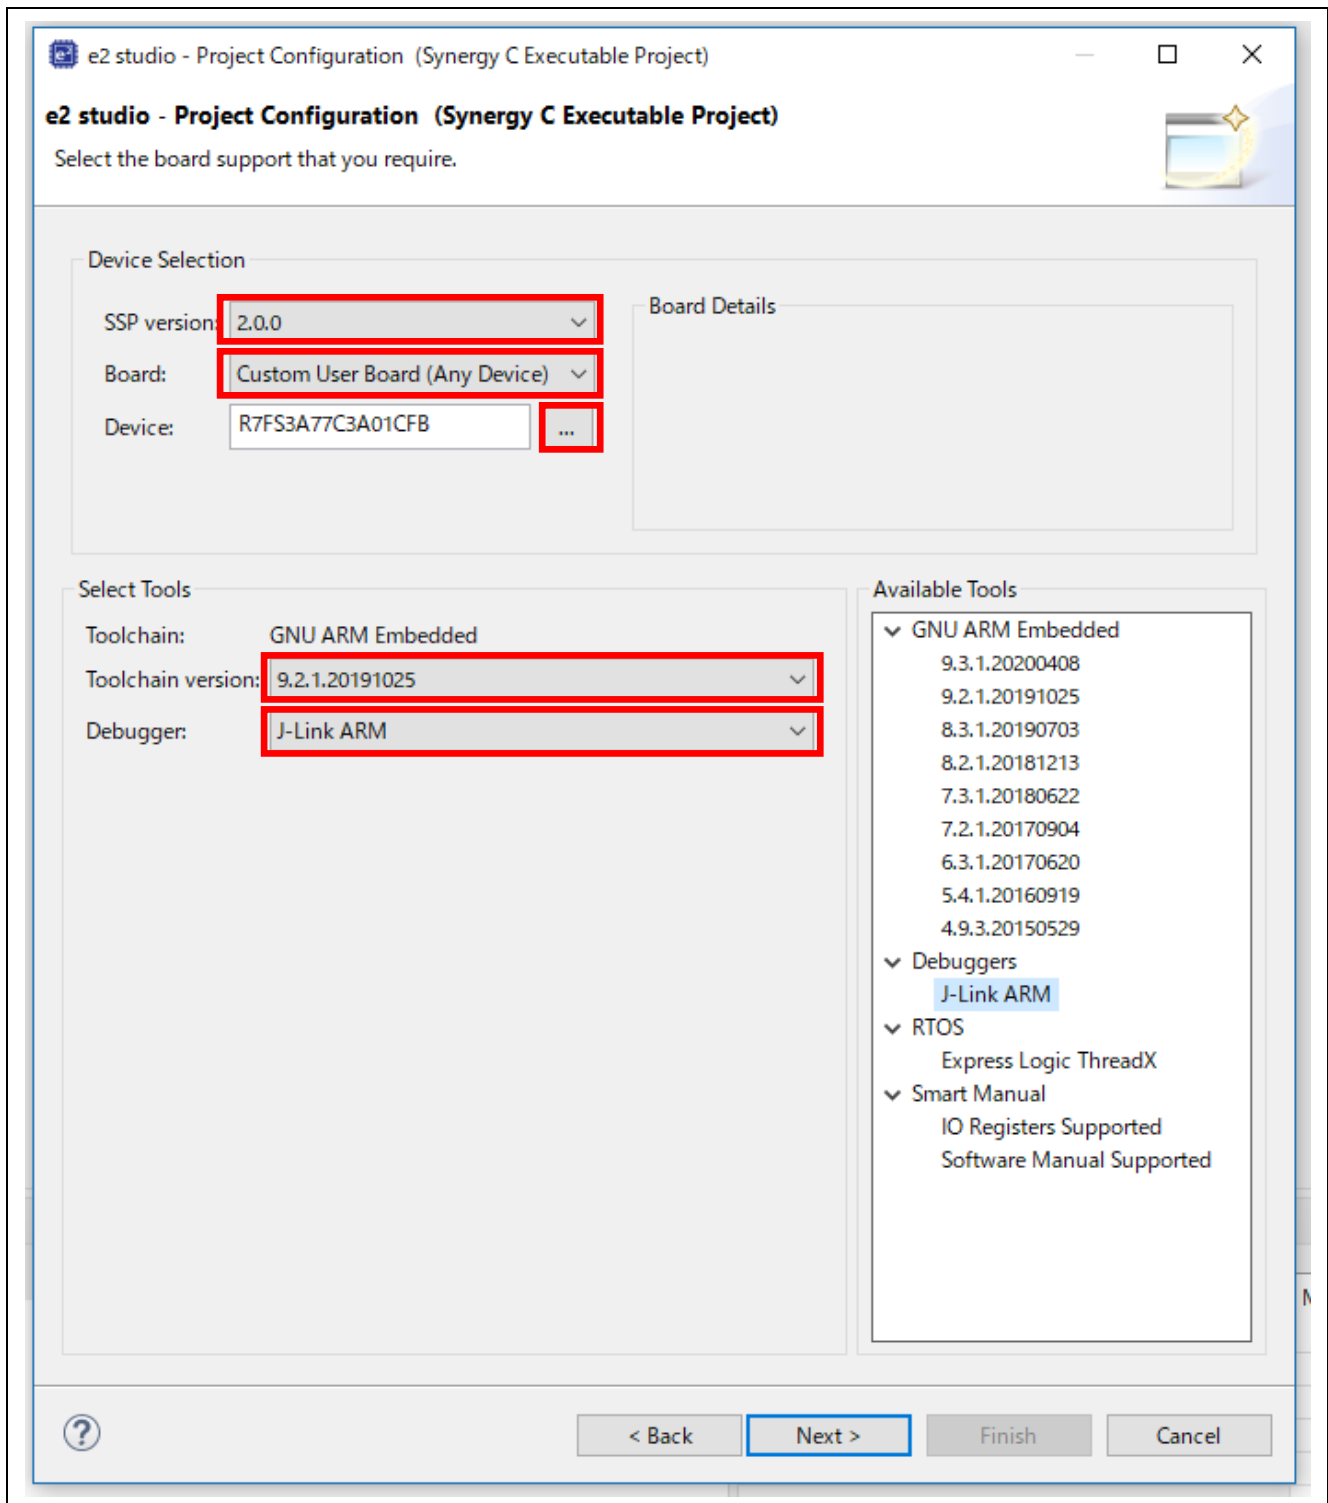 e2 studio - Project Configuration (Synergy C Executable Project)
e2 studio - Project Configuration (Synergy C Executable Project)
Select the board support that you require.
Device Selection
SSP version: 2.0.0
Board: Custom User Board (Any Device)
Device: R7FS3A77C3A01CFB ...
Board Details
Select Tools
Toolchain: GNU ARM Embedded
Toolchain version: 9.2.1.20191025
Debugger: J-Link ARM
Available Tools
GNU ARM Embedded
9.3.1.20200408
9.2.1.20191025
8.3.1.20190703
8.2.1.20181213
7.3.1.20180622
7.2.1.20170904
6.3.1.20170620
5.4.1.20160919
4.9.3.20150529
Debuggers
J-Link ARM
RTOS
Express Logic ThreadX
Smart Manual
IO Registers Supported
Software Manual Supported
? < Back Next > Finish Cancel